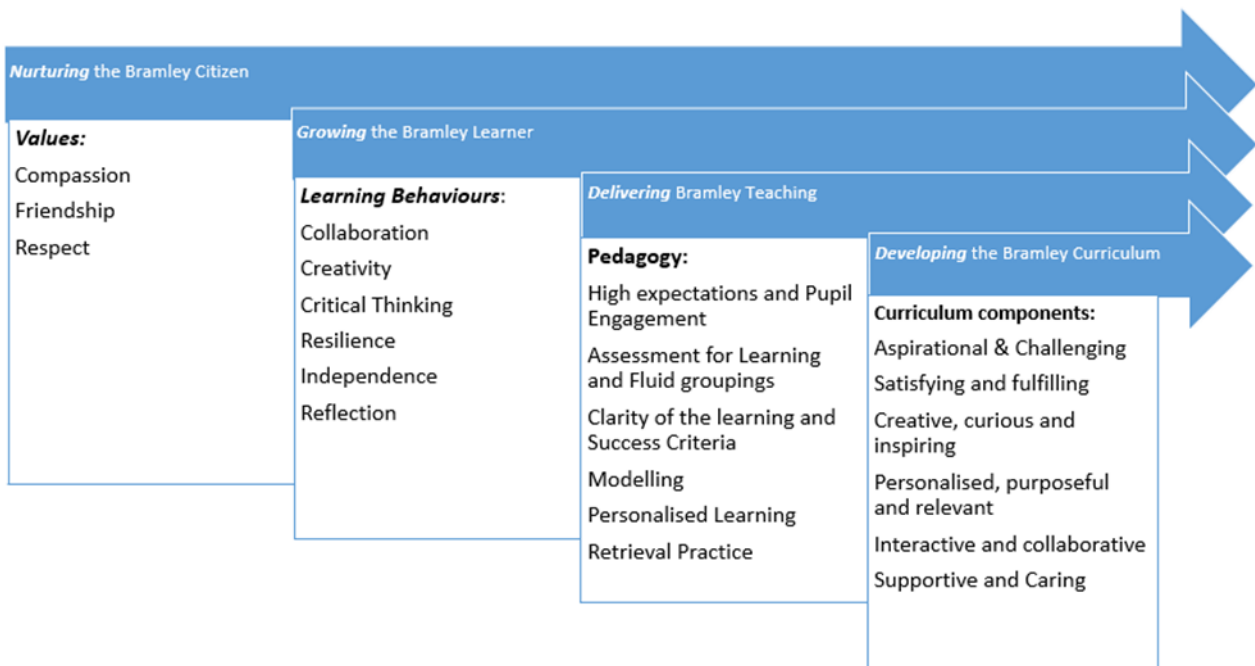 Nurturing the Bramley Citizen
Values:
Compassion
Friendship
Respect
Growing the Bramley Learner
Learning Behaviours:
Collaboration
Creativity
Critical Thinking
Resilience
Independence
Reflection
Delivering Bramley Teaching
Pedagogy:
High expectations and Pupil
Engagement
Assessment for Learning
and Fluid groupings
Clarity of the learning and
Success Criteria
Modelling
Personalised Learning
Retrieval Practice
Developing the Bramley Curriculum
Curriculum components:
Aspirational & Challenging
Satisfying and fulfilling
Creative, curious and
inspiring
Personalised, purposeful
and relevant
Interactive and collaborative
Supportive and Caring